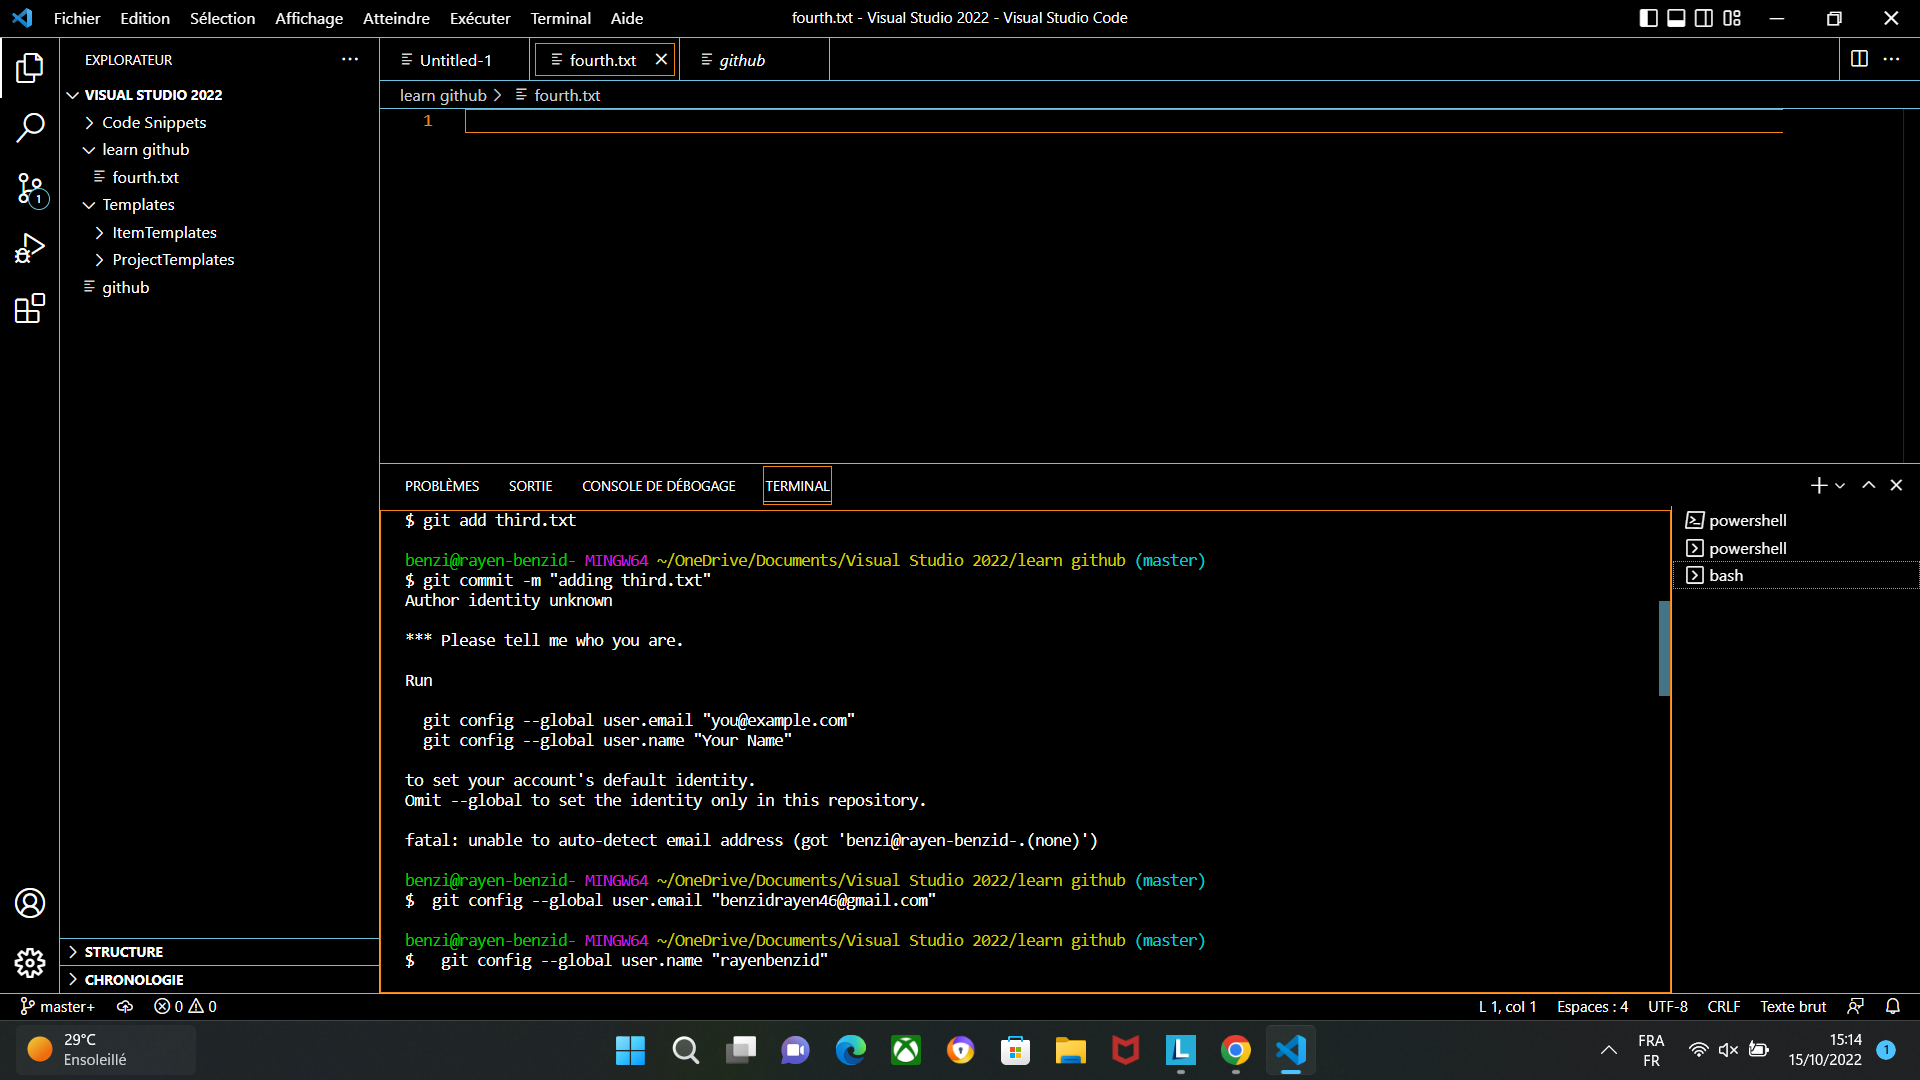 Fichier Edition Sélection Affichage Atteindre Exécuter Terminal Aide fourth.txt - Visual Studio 2022 - Visual Studio Code
EXPLORATEUR
VISUAL STUDIO 2022
Code Snippets
learn github
fourth.txt
Templates
ItemTemplates
ProjectTemplates
github
1
STRUCTURE
CHRONOLOGIE
Untitled-1 fourth.txt github
learn github > fourth.txt
1
PROBLÈMES SORTIE CONSOLE DE DÉBOGAGE TERMINAL
$ git add third.txt
benzi@rayen-benzid- MINGW64 ~/OneDrive/Documents/Visual Studio 2022/learn github (master)
$ git commit -m "adding third.txt"
Author identity unknown
*** Please tell me who you are.
Run
git config --global user.email "you@example.com"
git config --global user.name "Your Name"
to set your account's default identity.
Omit --global to set the identity only in this repository.
fatal: unable to auto-detect email address (got 'benzi@rayen-benzid-.(none)')
benzi@rayen-benzid- MINGW64 ~/OneDrive/Documents/Visual Studio 2022/learn github (master)
$  git config --global user.email "benzidrayen46@gmail.com"
benzi@rayen-benzid- MINGW64 ~/OneDrive/Documents/Visual Studio 2022/learn github (master)
$   git config --global user.name "rayenbenzid"
powershell
powershell
bash
master+ 0 0 L 1, col 1 Espaces : 4 UTF-8 CRLF Texte brut
29°C
Ensoleillé
FRA
FR
15:14
15/10/2022
1